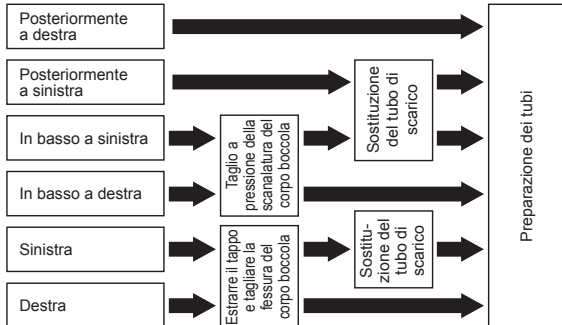 Posteriormente
a destra
Posteriormente
a sinistra
In basso a sinistra
In basso a destra
Sinistra
Destra
Taglio a
pressione della
scanalatura del
corpo boccola
Estrarre il tappo
e tagliare la
fessura del
corpo boccola
Sostituzione
del tubo di
scarico
Sostitu-
zione del
tubo di
scarico
Preparazione dei tubi